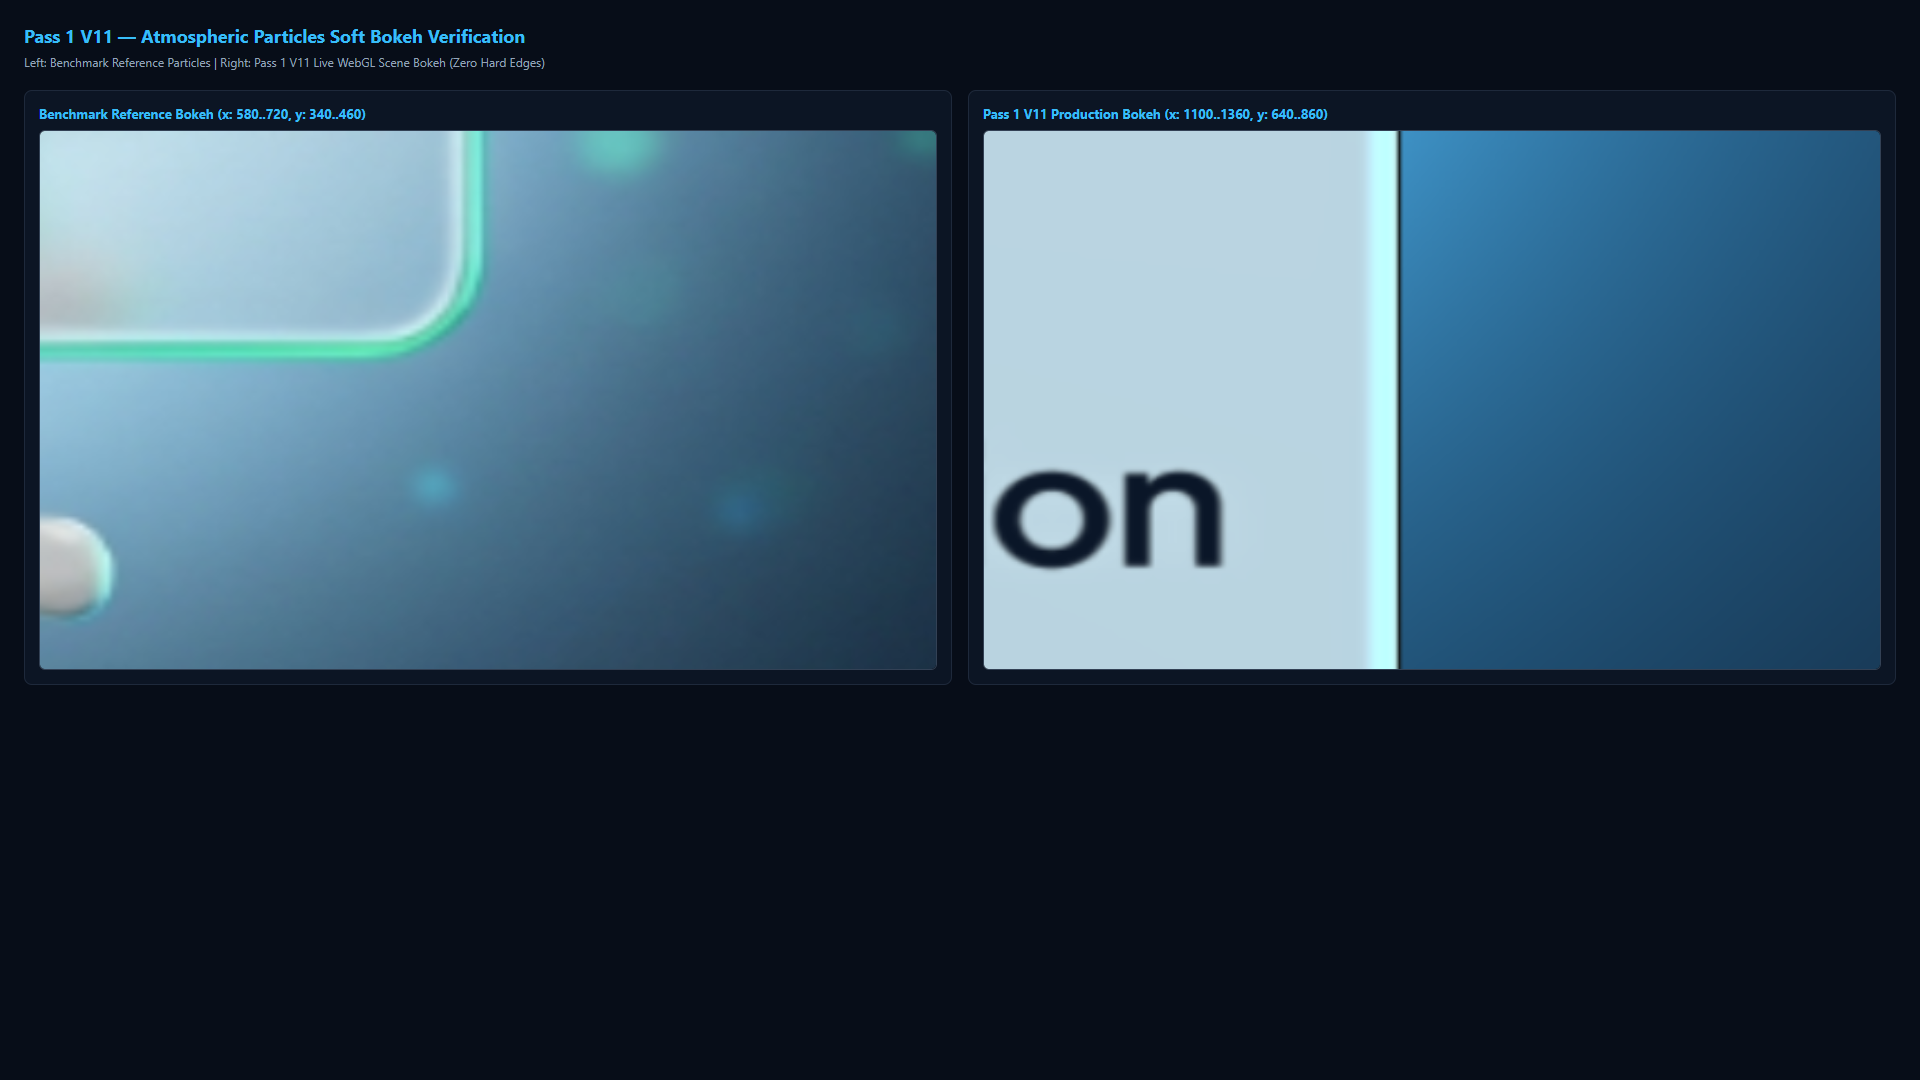 Pass 1 V11 — Atmospheric Particles Soft Bokeh Verification
Left: Benchmark Reference Particles | Right: Pass 1 V11 Live WebGL Scene Bokeh (Zero Hard Edges)
Benchmark Reference Bokeh (x: 580..720, y: 340..460)
Pass 1 V11 Production Bokeh (x: 1100..1360, y: 640..860)
on